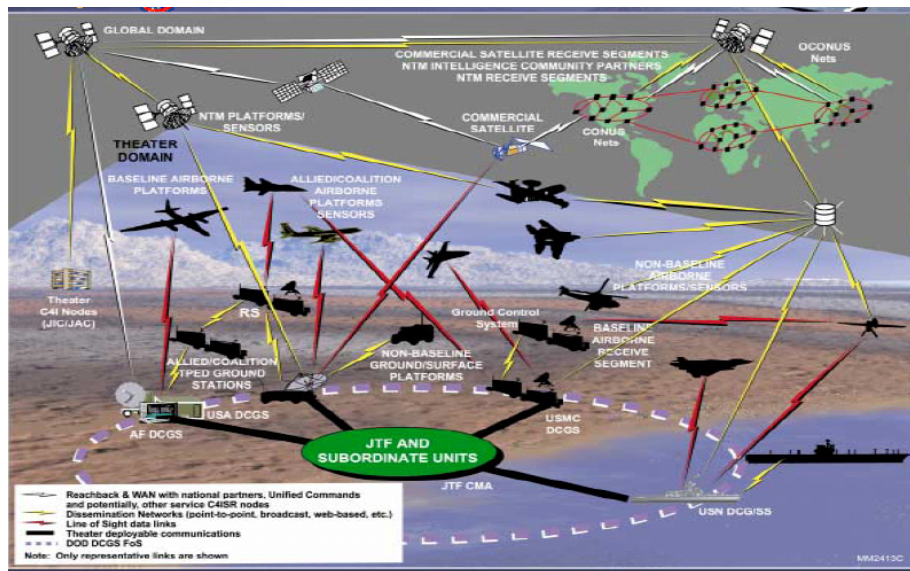 GLOBAL DOMAIN
COMMERCIAL SATELLITE RECEIVE SEGMENTS
NTM INTELLIGENCE COMMUNITY PARTNERS
NTM RECEIVE SEGMENTS
OCONUS
Nets
NTM PLATFORMS/
SENSORS
COMMERCIAL
SATELLITE
CONUS
Nets
THEATER
DOMAIN
BASELINE AIRBORNE
PLATFORMS
ALLIED/COALITION
AIRBORNE
PLATFORMS
SENSORS
NON-BASELINE
AIRBORNE
PLATFORMS/SENSORS
Theater
C4I Nodes
(JIC/JAC)
RS
Ground Control
System
BASELINE
AIRBORNE
RECEIVE
SEGMENT
ALLIED/COALITION
TPED GROUND
STATIONS
NON-BASELINE
GROUND/SURFACE
PLATFORMS
USA DCGS
AF DCGS
USMC
DCGS
JTF AND
SUBORDINATE UNITS
JTF CMA
USN DCG/SS
Reachback & WAN with national partners, Unified Commands
and potentially, other service C4ISR nodes
Dissemination Networks (point-to-point, broadcast, web-based, etc.)
Line of Sight data links
Theater deployable communications
DOD DCGS FoS
Note: Only representative links are shown
MM2413C